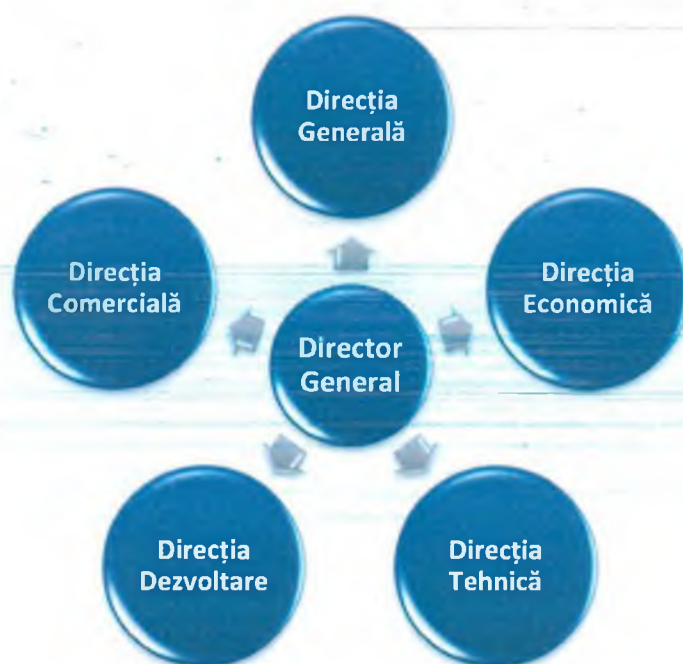 Direcția
Generală
Direcția
Comercială
Direcția
Economică
Director
General
Direcția
Dezvoltare
Direcția
Tehnică